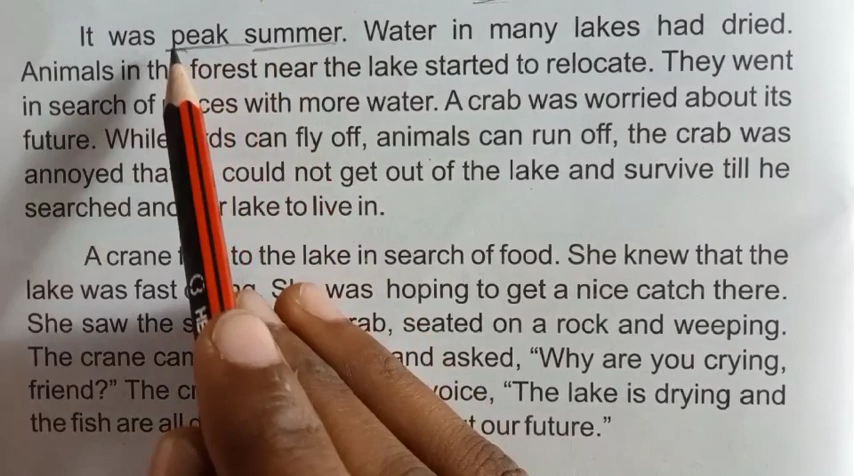 It was peak summer. Water in many lakes had dried.
Animals in th forest near the lake started to relocate. They went
in search of ces with more water. A crab was worried about its
future. While rds can fly off, animals can run off, the crab was
annoyed tha could not get out of the lake and survive till he
searched an r lake to live in.
A crane to the lake in search of food. She knew that the
lake was fast was hoping to get a nice catch there.
She saw the s rab, seated on a rock and weeping.
The crane cam and asked, “Why are you crying,
friend?” The cr voice, “The lake is drying and
the fish are all our future.”